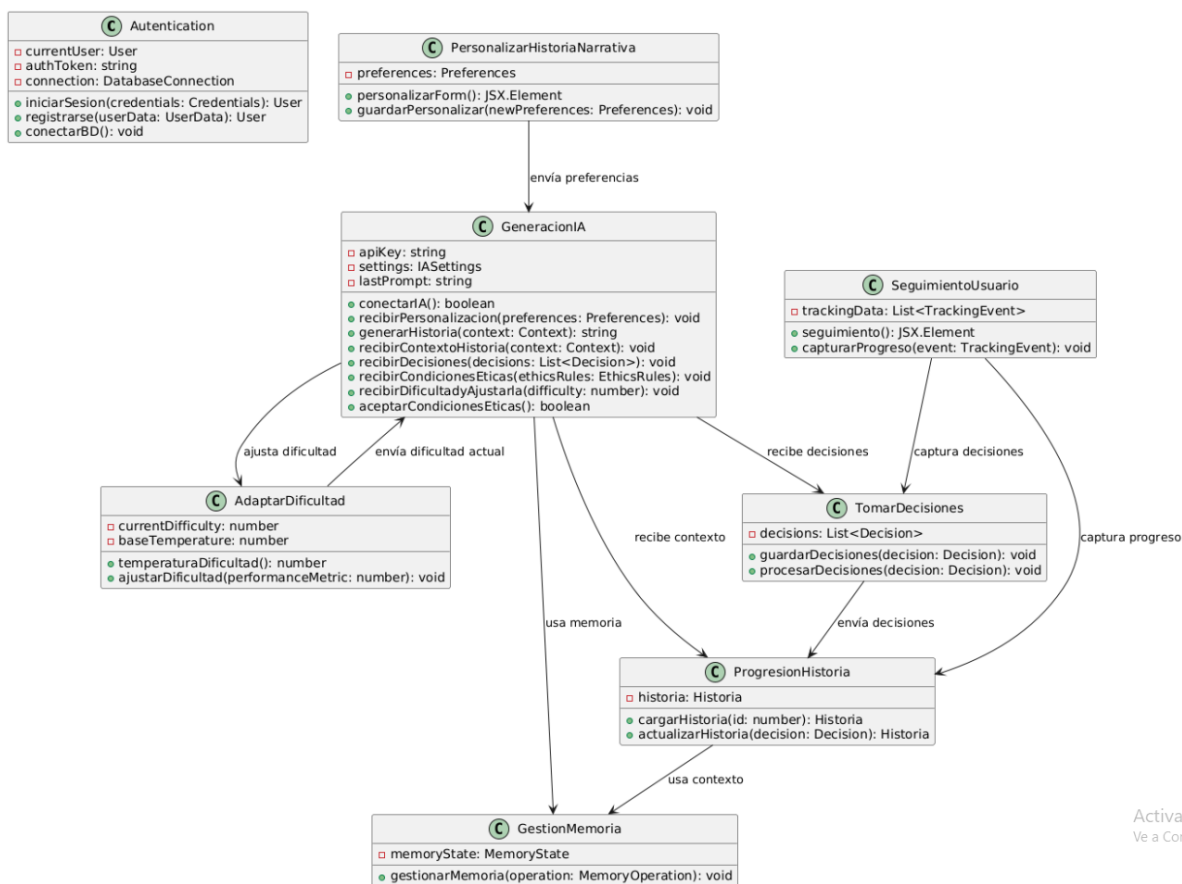 C Autentication
currentUser: User
authToken: string
connection: DatabaseConnection
iniciarSesion(credentials: Credentials): User
registrarse(userData: UserData): User
conectarBD(): void
C PersonalizarHistoriaNarrativa
preferences: Preferences
personalizarForm(): JSX.Element
guardarPersonalizar(newPreferences: Preferences): void
envía preferencias
C GeneracionIA
apiKey: string
settings: IASettings
lastPrompt: string
conectarIA(): boolean
recibirPersonalizacion(preferences: Preferences): void
generarHistoria(context: Context): string
recibirContextoHistoria(context: Context): void
recibirDecisiones(decisions: List<Decision>): void
recibirCondicionesEticas(ethicsRules: EthicsRules): void
recibirDificultadyAjustarla(difficulty: number): void
aceptarCondicionesEticas(): boolean
C SeguimientoUsuario
trackingData: List<TrackingEvent>
seguimiento(): JSX.Element
capturarProgreso(event: TrackingEvent): void
ajusta dificultad
envía dificultad actual
recibe decisiones
captura decisiones
C AdaptarDificultad
currentDifficulty: number
baseTemperature: number
temperaturaDificultad(): number
ajustarDificultad(performanceMetric: number): void
C TomarDecisiones
decisions: List<Decision>
guardarDecisiones(decision: Decision): void
procesarDecisiones(decision: Decision): void
recibe contexto
captura progreso
usa memoria
envía decisiones
C ProgresionHistoria
historia: Historia
cargarHistoria(id: number): Historia
actualizarHistoria(decision: Decision): Historia
usa contexto
C GestionMemoria
memoryState: MemoryState
gestionarMemoria(operation: MemoryOperation): void
Activa
Ve a Con